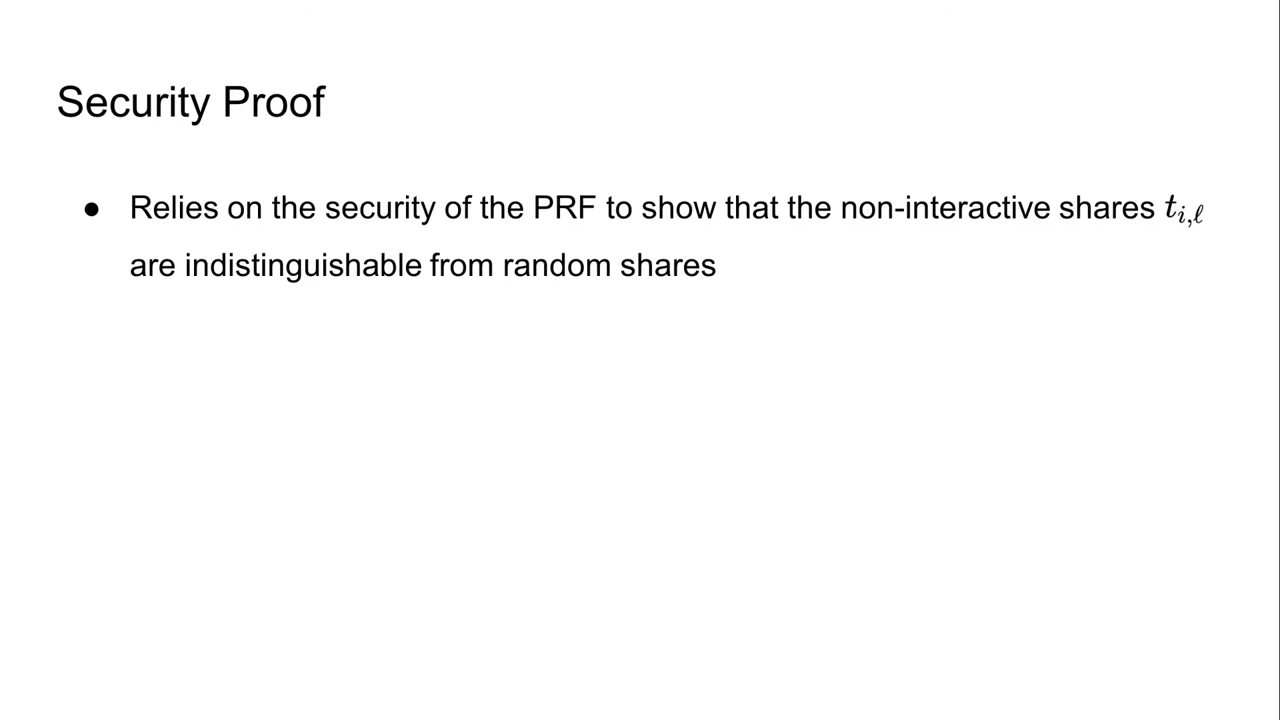 Security Proof
● Relies on the security of the PRF to show that the non-interactive shares $t_{i,\ell}$
are indistinguishable from random shares